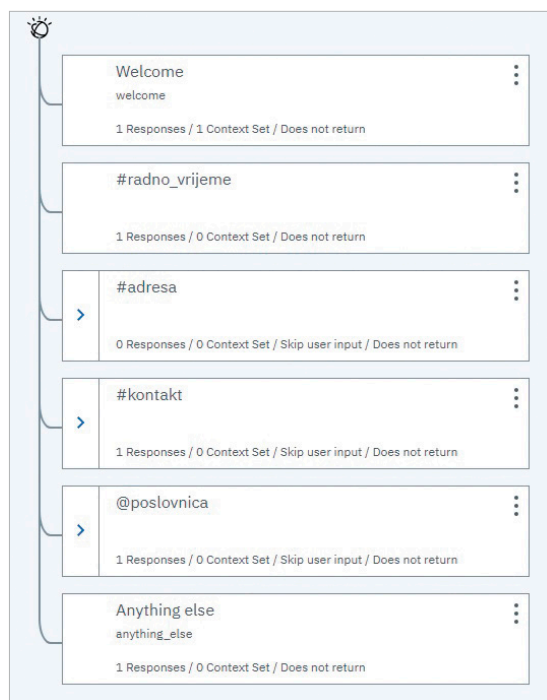 Welcome
welcome
1 Responses / 1 Context Set / Does not return
#radno_vrijeme
1 Responses / 0 Context Set / Does not return
#adresa
0 Responses / 0 Context Set / Skip user input / Does not return
#kontakt
1 Responses / 0 Context Set / Skip user input / Does not return
@poslovnica
1 Responses / 0 Context Set / Skip user input / Does not return
Anything else
anything_else
1 Responses / 0 Context Set / Does not return